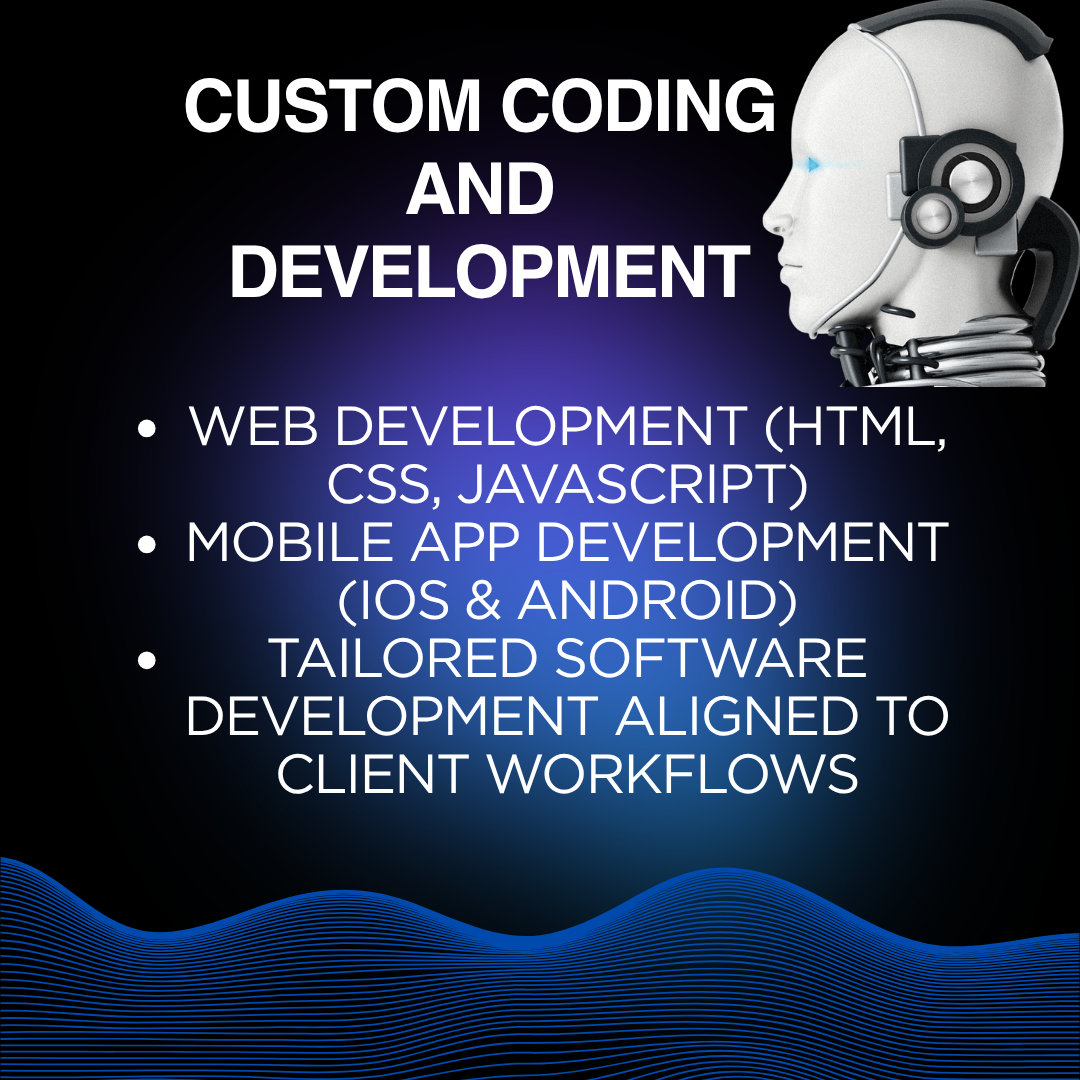 CUSTOM CODING
AND
DEVELOPMENT
• WEB DEVELOPMENT (HTML,
CSS, JAVASCRIPT)
• MOBILE APP DEVELOPMENT
(IOS & ANDROID)
• TAILORED SOFTWARE
DEVELOPMENT ALIGNED TO
CLIENT WORKFLOWS